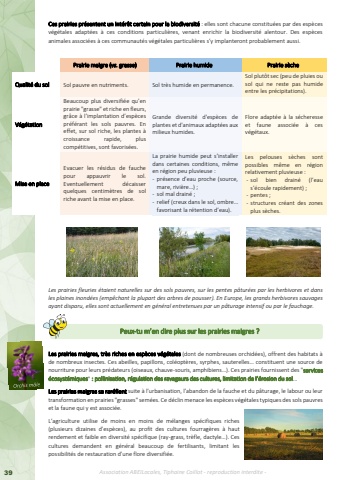 Ces prairies présentent un intérêt certain pour la biodiversité : elles sont chacune constituées par des espèces
végétales adaptées à ces conditions particulières, venant enrichir la biodiversité alentour. Des espèces
animales associées à ces communautés végétales particulières s'y implanteront probablement aussi.
Prairie maigre (vs. grasse) Prairie humide Prairie sèche
Qualité du sol
Sol pauvre en nutriments.
Sol très humide en permanence.
Sol plutôt sec (peu de pluies ou
sol qui ne reste pas humide
entre les précipitations).
Végétation
Beaucoup plus diversifiée qu'en
prairie "grasse" et riche en fleurs,
grâce à l'implantation d'espèces
préférant les sols pauvres. En
effet, sur sol riche, les plantes à
croissance rapide, plus
compétitives, sont favorisées.
Grande diversité d'espèces de
plantes et d'animaux adaptées aux
milieux humides.
Flore adaptée à la sécheresse
et faune associée à ces
végétaux.
Mise en place
Evacuer les résidus de fauche
pour appauvrir le sol.
Eventuellement décaisser
quelques centimètres de sol
riche avant la mise en place.
La prairie humide peut s'installer
dans certaines conditions, même
en région peu pluvieuse :
- présence d'eau proche (source,
mare, rivière...) ;
- sol mal drainé ;
- relief (creux dans le sol, ombre...
favorisant la rétention d'eau).
Les pelouses sèches sont
possibles même en région
relativement pluvieuse :
- sol bien drainé (l'eau
s'écoule rapidement) ;
- pentes ;
- structures créant des zones
plus sèches.
Les prairies fleuries étaient naturelles sur des sols pauvres, sur les pentes pâturées par les herbivores et dans
les plaines inondées (empêchant la plupart des arbres de pousser). En Europe, les grands herbivores sauvages
ayant disparu, elles sont actuellement en général entretenues par un pâturage intensif ou par le fauchage.
Peux-tu m'en dire plus sur les prairies maigres ?
Les prairies maigres, très riches en espèces végétales (dont de nombreuses orchidées), offrent des habitats à
de nombreux insectes. Ces abeilles, papillons, coléoptères, syrphes, sauterelles... constituent une source de
nourriture pour leurs prédateurs (oiseaux, chauve-souris, amphibiens...). Ces prairies fournissent des "services
écosystémiques" : pollinisation, régulation des ravageurs des cultures, limitation de l'érosion du sol...
Orchis mâle
Les prairies maigres se raréfient suite à l'urbanisation, l'abandon de la fauche et du pâturage, le labour ou leur
transformation en prairies "grasses" semées. Ce déclin menace les espèces végétales typiques des sols pauvres
et la faune qui y est associée.
L'agriculture utilise de moins en moins de mélanges spécifiques riches
(plusieurs dizaines d'espèces), au profit des cultures fourragères à haut
rendement et faible en diversité spécifique (ray-grass, trèfle, dactyle...). Ces
cultures demandent en général beaucoup de fertilisants, limitant les
possibilités de restauration d'une flore diversifiée.
39
Association ABEILocales, Tiphanie Caillot - reproduction interdite -